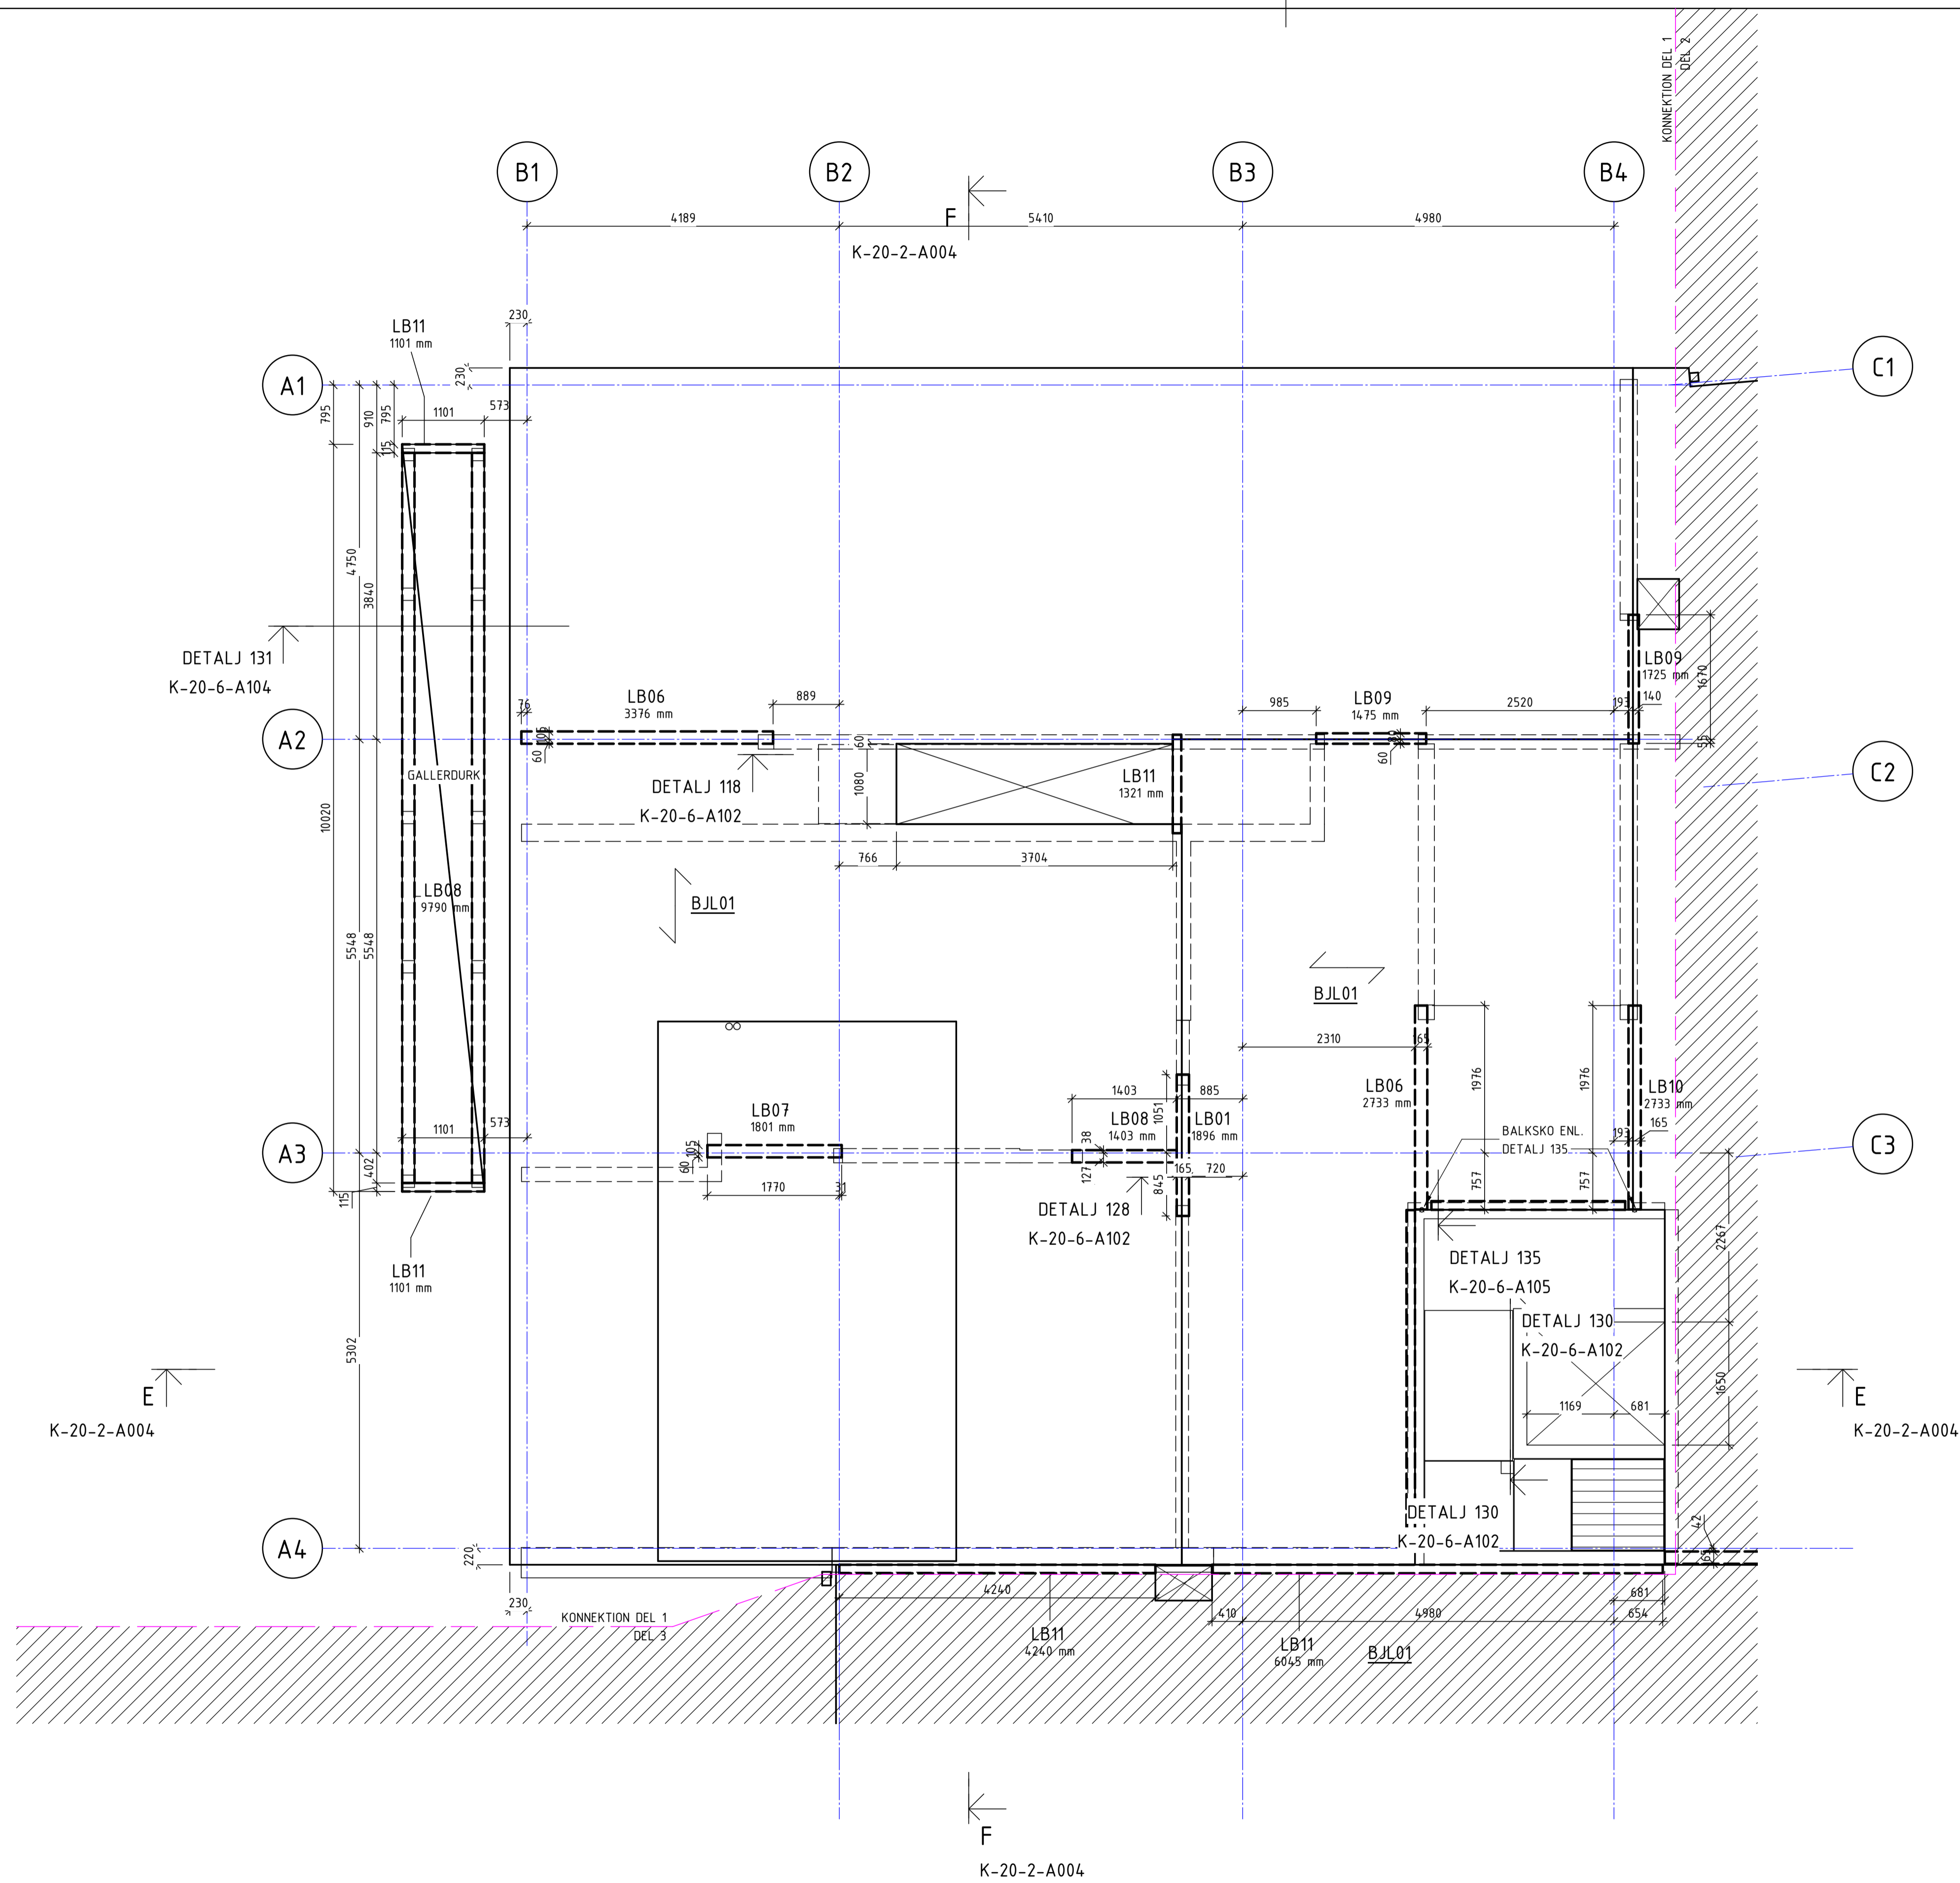 KONNEKTION DEL 1
DEL 2
B1
B2
B3
B4
4189
5410
4980
F
K-20-2-A004
230
LB11
1101 mm
A1
C1
230
795
910
795
115
1101
573
4750
3840
DETALJ 131
K-20-6-A104
LB06
3376 mm
889
76
105
60
LB09
1475 mm
985
2520
193
140
LB09
1725 mm
1670
55
80
60
A2
C2
GALLERDURK
DETALJ 118
K-20-6-A102
60
1080
LB11
1321 mm
10020
766
3704
LB08
9790 mm
BJL01
5548
5548
BJL01
2310
165
1976
1976
LB06
2733 mm
LB10
2733 mm
1101
573
LB07
1801 mm
1403
885
1051
LB08
1403 mm
LB01
1896 mm
38
127
BALKSKO ENL.
DETALJ 135
193
165
A3
C3
105
60
402
115
1770
31
165
720
845
757
757
DETALJ 128
K-20-6-A102
2267
LB11
1101 mm
DETALJ 135
K-20-6-A105
DETALJ 130
K-20-6-A102
5302
E
K-20-2-A004
E
K-20-2-A004
1169
681
1650
DETALJ 130
K-20-6-A102
42
165
A4
220
230
KONNEKTION DEL 1
DEL 3
4240
681
410
4980
654
LB11
4240 mm
LB11
6045 mm
BJL01
F
K-20-2-A004